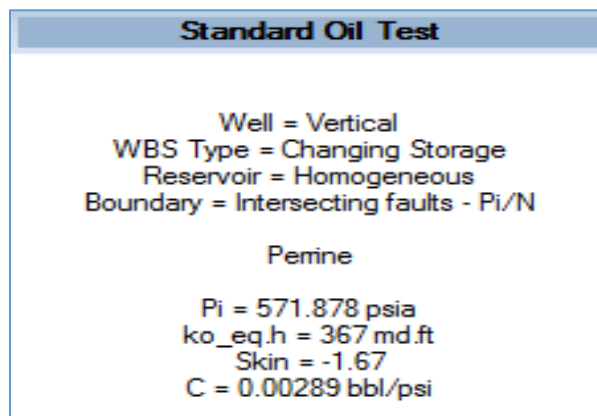 Standard Oil Test
Well = Vertical
WBS Type = Changing Storage
Reservoir = Homogeneous
Boundary = Intersecting faults - Pi/N
Perrine
Pi = 571.878 psia
ko_eq.h = 367 md.ft
Skin = -1.67
C = 0.00289 bbl/psi